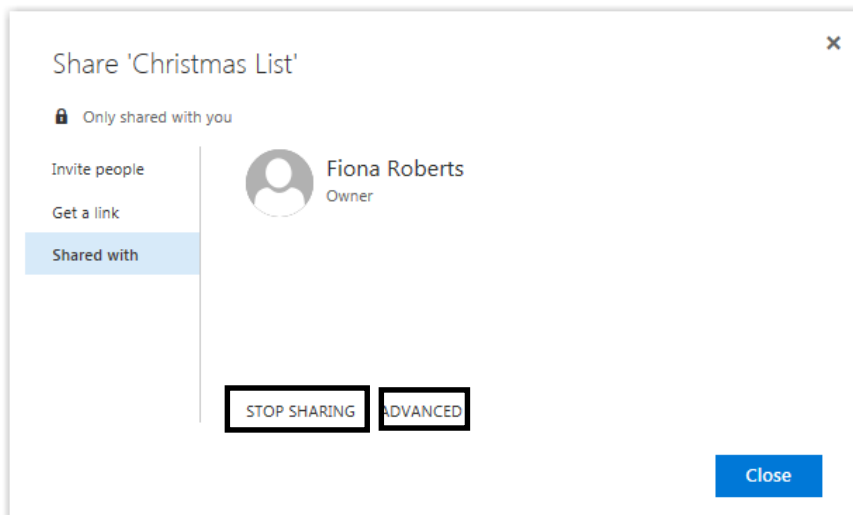 Share 'Christmas List'
Only shared with you
Invite people
Get a link
Shared with
Fiona Roberts
Owner
STOP SHARING ADVANCED
Close